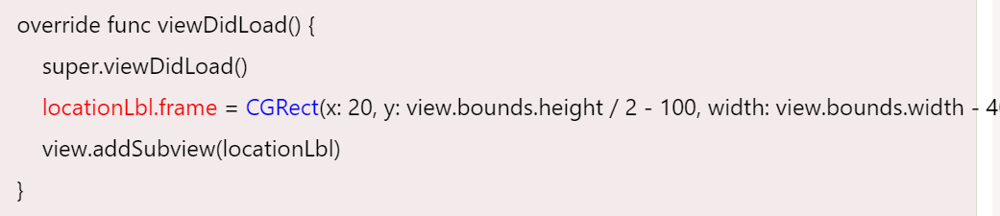 override func viewDidLoad() {
super.viewDidLoad()
locationLbl.frame = CGRect(x: 20, y: view.bounds.height / 2 - 100, width: view.bounds.width - 4
view.addSubview(locationLbl)
}